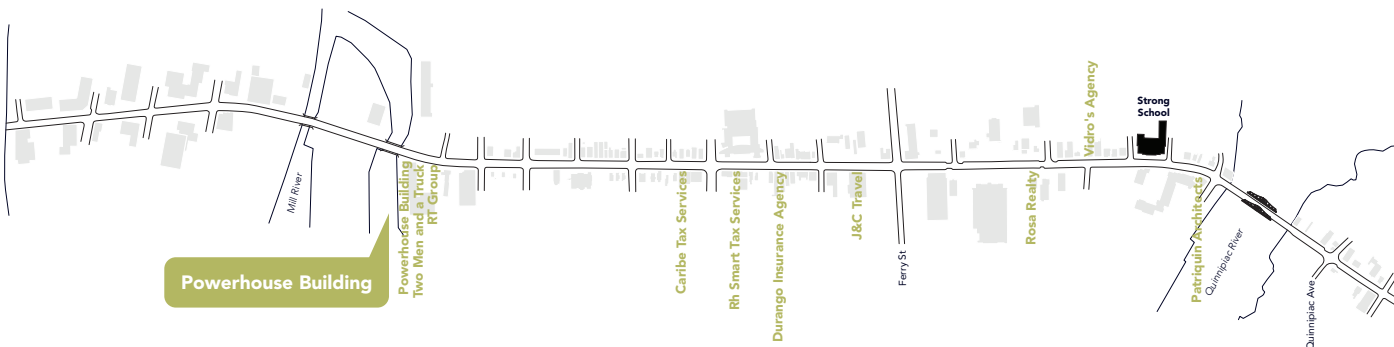 Mill River
Powerhouse Building
Powerhouse Building
Two Men and a Truck
RT Group
Caribe Tax Services
Rh Smart Tax Services
Durango Insurance Agency
J&C Travel
Ferry St
Rosa Realty
Vidro's Agency
Strong
School
Patriquin Architects
Quinnipiac River
Quinnipiac Ave